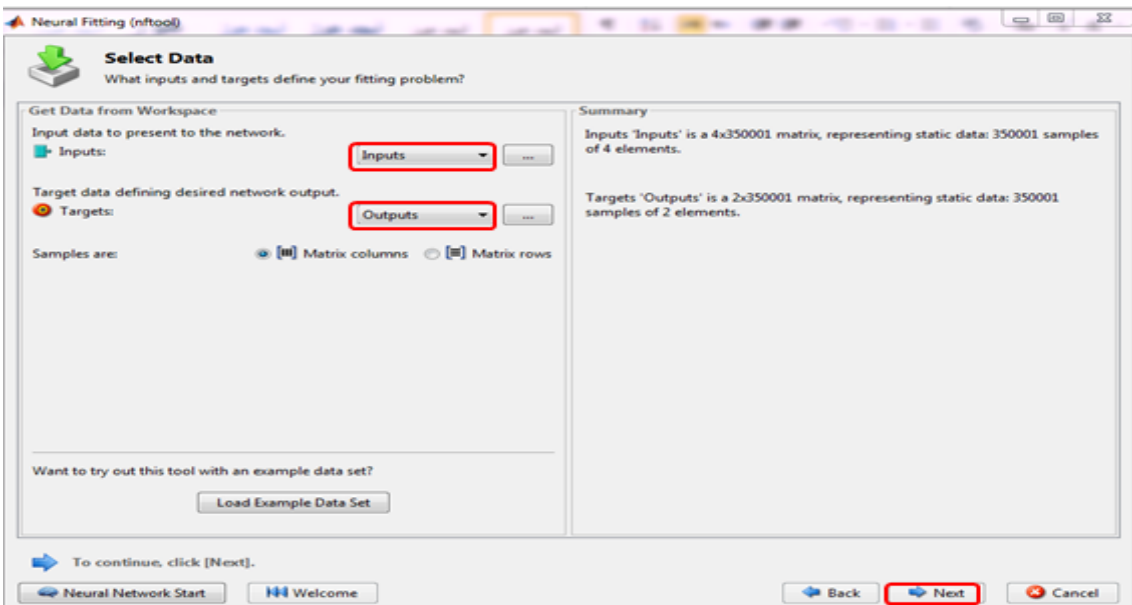 Neural Fitting (nftool)
Select Data
What inputs and targets define your fitting problem?
Get Data from Workspace
Input data to present to the network.
Inputs:
Inputs
...
Target data defining desired network output.
Targets:
Outputs
...
Samples are:
Matrix columns
Matrix rows
Want to try out this tool with an example data set?
Load Example Data Set
Summary
Inputs 'Inputs' is a 4x350001 matrix, representing static data: 350001 samples
of 4 elements.
Targets 'Outputs' is a 2x350001 matrix, representing static data: 350001
samples of 2 elements.
To continue, click [Next].
Neural Network Start
Welcome
Back
Next
Cancel